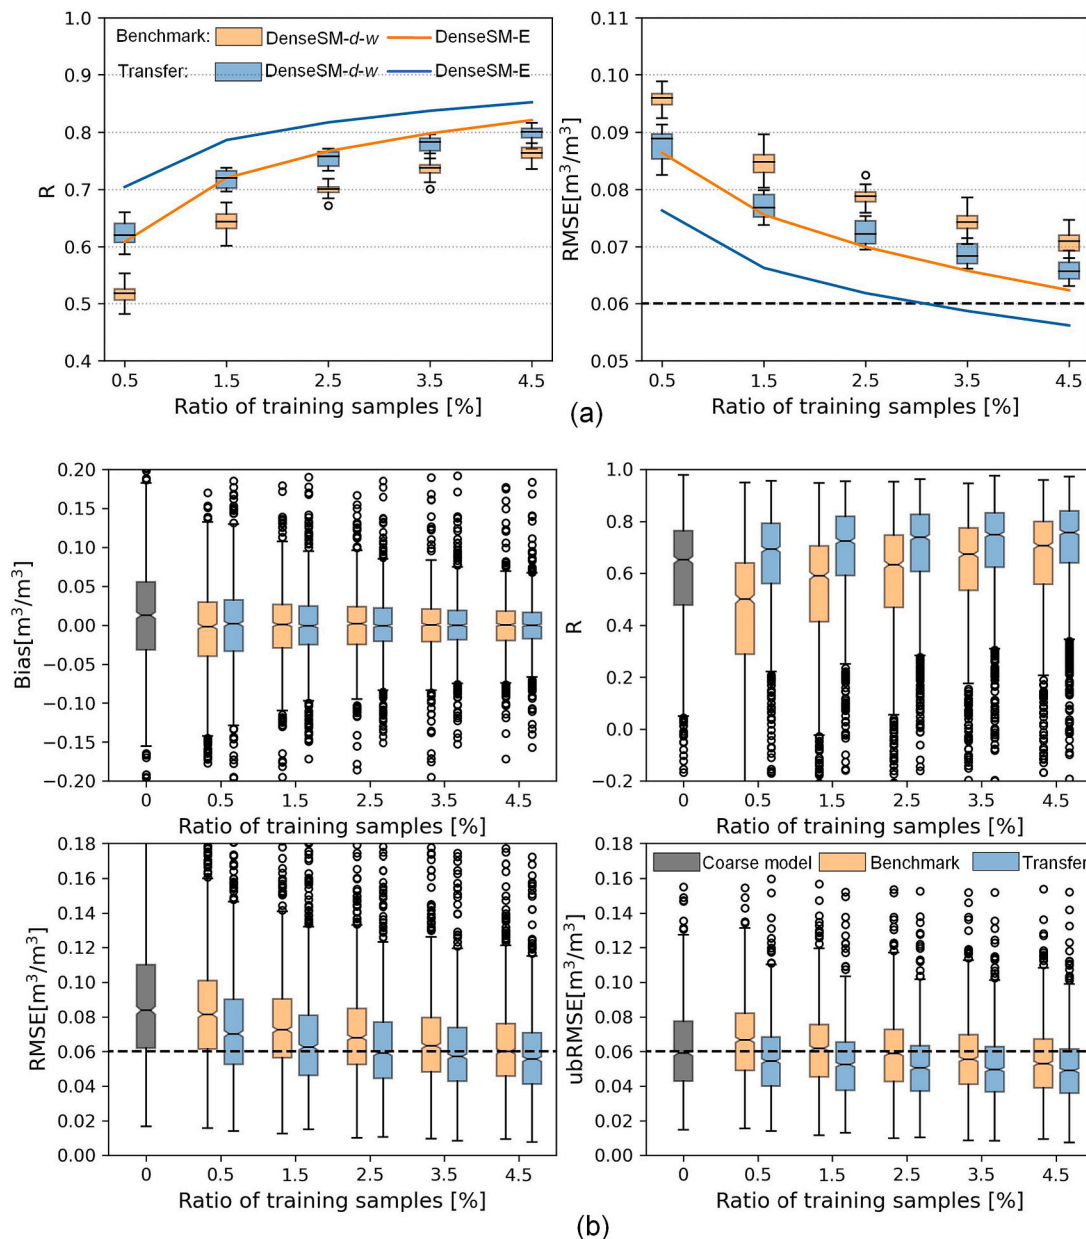 Benchmark: DenseSM-d-w DenseSM-E
Transfer: DenseSM-d-w DenseSM-E
R
1
0.9
0.8
0.7
0.6
0.5
0.4
0.5 1.5 2.5 3.5 4.5
Ratio of training samples [%]
RMSE[m³/m³]
0.11
0.10
0.09
0.08
0.07
0.06
0.05
0.5 1.5 2.5 3.5 4.5
Ratio of training samples [%]
(a)
Bias[m³/m³]
0.20
0.15
0.10
0.05
0.00
−0.05
−0.10
−0.15
−0.20
0 0.5 1.5 2.5 3.5 4.5
Ratio of training samples [%]
R
1.0
0.8
0.6
0.4
0.2
0.0
−0.2
0 0.5 1.5 2.5 3.5 4.5
Ratio of training samples [%]
RMSE[m³/m³]
0.18
0.16
0.14
0.12
0.10
0.08
0.06
0.04
0.02
0.00
0 0.5 1.5 2.5 3.5 4.5
Ratio of training samples [%]
Coarse model Benchmark Transfer
ubRMSE[m³/m³]
0.18
0.16
0.14
0.12
0.10
0.08
0.06
0.04
0.02
0.00
0 0.5 1.5 2.5 3.5 4.5
Ratio of training samples [%]
(b)